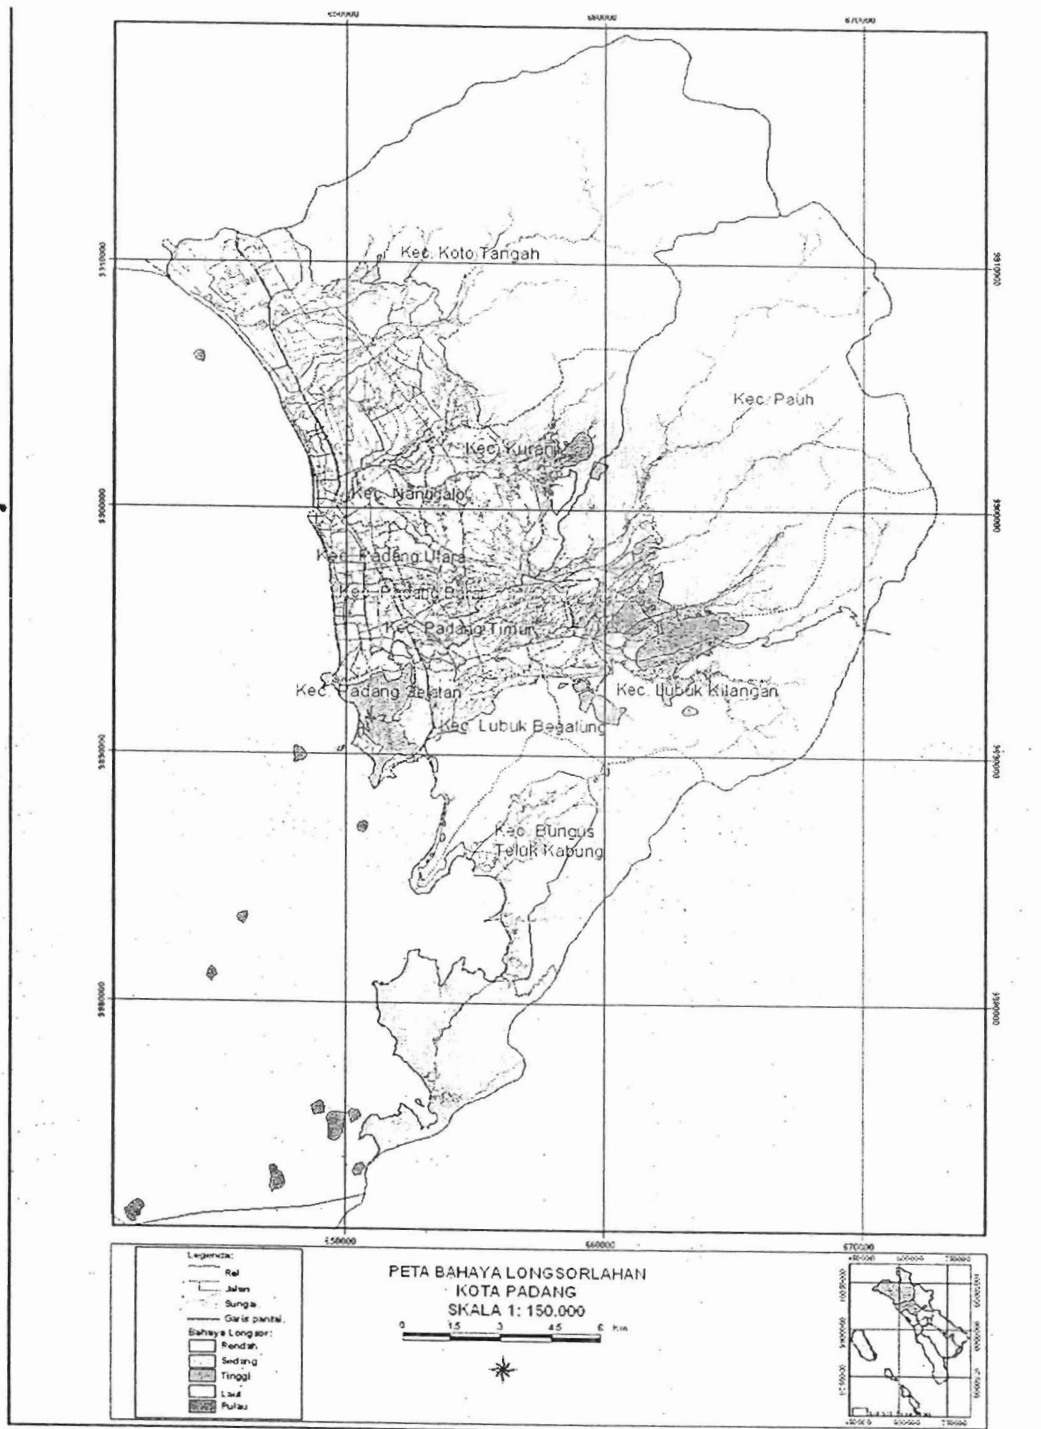 650000 660000 670000
Kec. Koto Tangah
Kec. Pauh
Kec. Kuranji
Kec. Nanggalo
Kec. Padang Utara
Kec. Padang Barat
Kec. Padang Timur
Kec. Padang Selatan
Kec. Lubuk Kilangan
Kec. Lubuk Begalung
Kec. Bungus
Teluk Kabung
650000 660000 670000
Legenda:
Rel
Jalan
Sungai
Garis pantai.
Bahaya Longsor:
Rendah
Sedang
Tinggi
Laut
Pulau
PETA BAHAYA LONGSORLAHAN
KOTA PADANG
SKALA 1: 150.000
0 1.5 3 4.5 6 Km